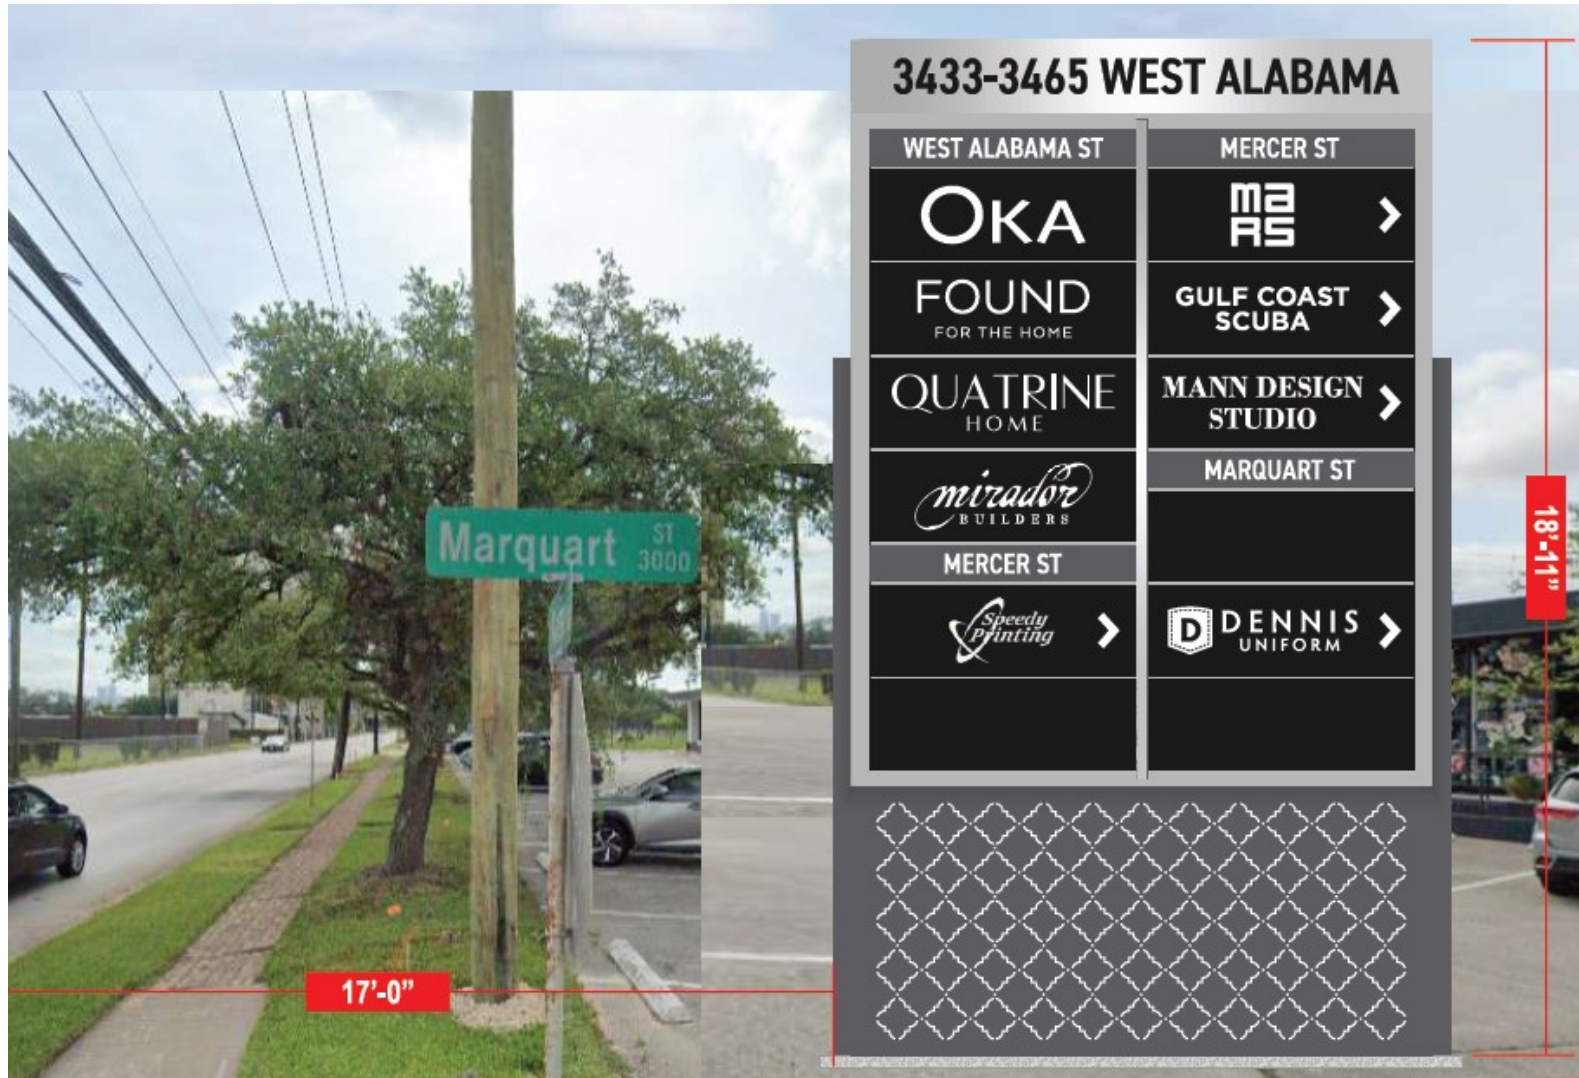 3433-3465 WEST ALABAMA
WEST ALABAMA ST
OKA
FOUND
FOR THE HOME
QUATRINE
HOME
mirador
BUILDERS
MERCER ST
Speedy
Printing
MERCER ST
maRS
GULF COAST
SCUBA
MANN DESIGN
STUDIO
MARQUART ST
D DENNIS
UNIFORM
Marquart ST
3000
17'-0"
18'-11"